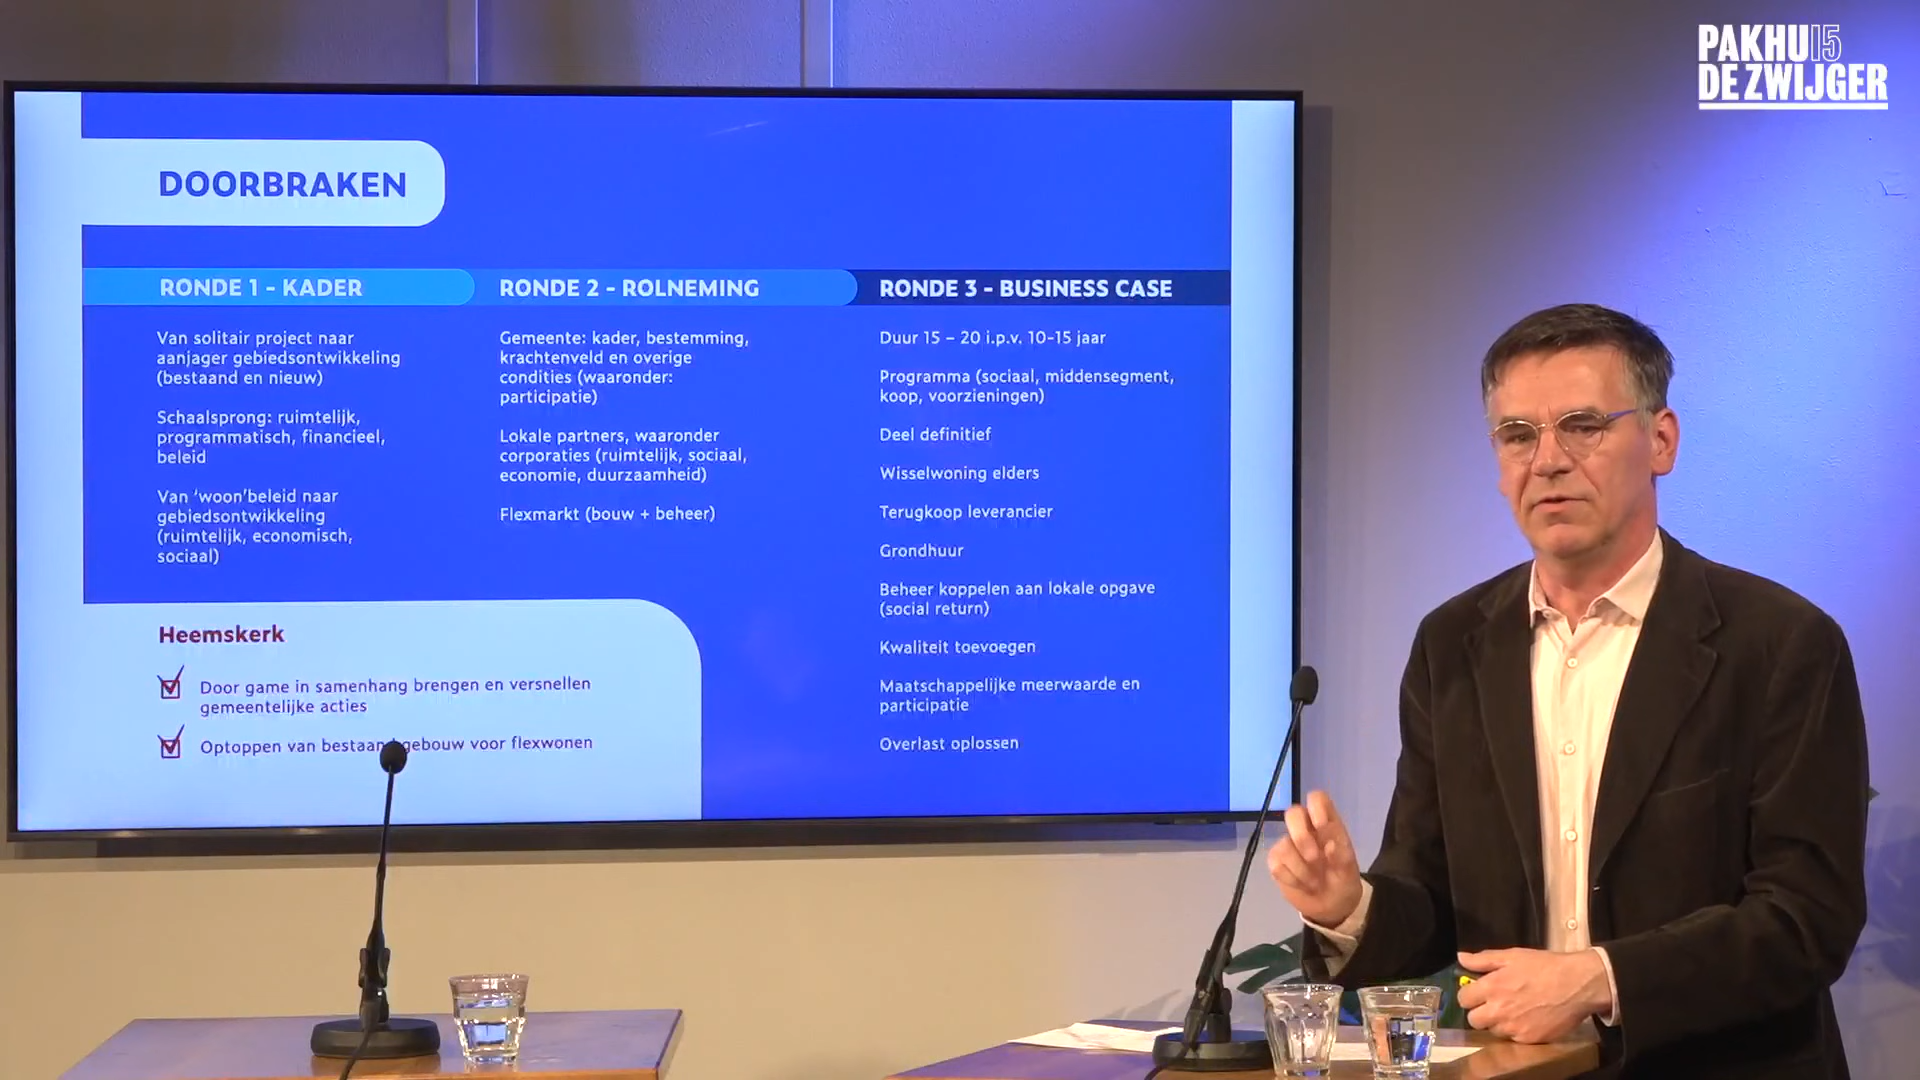 PAKHU15
DE ZWIJGER
DOORBRAKEN
RONDE 1 - KADER
Van solitair project naar
aanjager gebiedsontwikkeling
(bestaand en nieuw)
Schaalsprong: ruimtelijk,
programmatisch, financieel,
beleid
Van ‘woon’beleid naar
gebiedsontwikkeling
(ruimtelijk, economisch,
sociaal)
RONDE 2 - ROLNEMING
Gemeente: kader, bestemming,
krachtenveld en overige
condities (waaronder:
participatie)
Lokale partners, waaronder
corporaties (ruimtelijk, sociaal,
economie, duurzaamheid)
Flexmarkt (bouw + beheer)
RONDE 3 - BUSINESS CASE
Duur 15 – 20 i.p.v. 10-15 jaar
Programma (sociaal, middensegment,
koop, voorzieningen)
Deel definitief
Wisselwoning elders
Terugkoop leverancier
Grondhuur
Beheer koppelen aan lokale opgave
(social return)
Kwaliteit toevoegen
Maatschappelijke meerwaarde en
participatie
Overlast oplossen
Heemskerk
Door game in samenhang brengen en versnellen
gemeentelijke acties
Optoppen van bestaand gebouw voor flexwonen